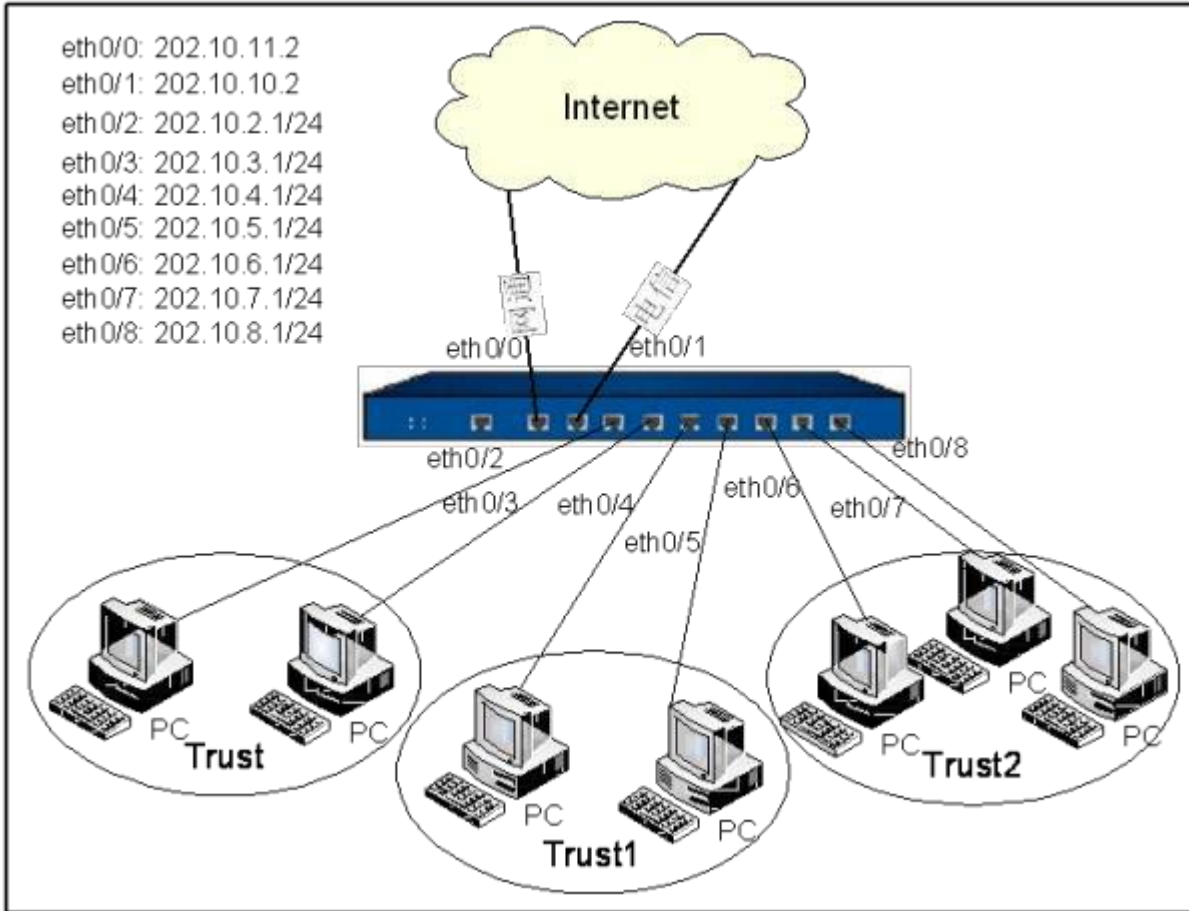 eth0/0: 202.10.11.2
eth0/1: 202.10.10.2
eth0/2: 202.10.2.1/24
eth0/3: 202.10.3.1/24
eth0/4: 202.10.4.1/24
eth0/5: 202.10.5.1/24
eth0/6: 202.10.6.1/24
eth0/7: 202.10.7.1/24
eth0/8: 202.10.8.1/24
Internet
eth0/0
eth0/1
eth0/2
eth0/3
eth0/4
eth0/5
eth0/6
eth0/7
eth0/8
PC
PC
Trust
PC
PC
Trust1
PC
PC
PC
Trust2